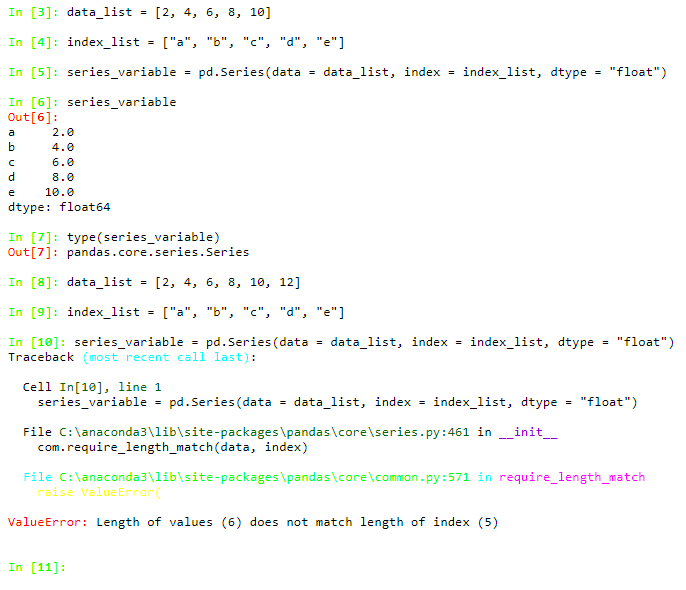 In [3]: data_list = [2, 4, 6, 8, 10]
In [4]: index_list = ["a", "b", "c", "d", "e"]
In [5]: series_variable = pd.Series(data = data_list, index = index_list, dtype = "float")
In [6]: series_variable
Out[6]:
a     2.0
b     4.0
c     6.0
d     8.0
e    10.0
dtype: float64
In [7]: type(series_variable)
Out[7]: pandas.core.series.Series
In [8]: data_list = [2, 4, 6, 8, 10, 12]
In [9]: index_list = ["a", "b", "c", "d", "e"]
In [10]: series_variable = pd.Series(data = data_list, index = index_list, dtype = "float")
Traceback (most recent call last):
  Cell In[10], line 1
    series_variable = pd.Series(data = data_list, index = index_list, dtype = "float")
  File C:\anaconda3\lib\site-packages\pandas\core\series.py:461 in __init__
    com.require_length_match(data, index)
  File C:\anaconda3\lib\site-packages\pandas\core\common.py:571 in require_length_match
    raise ValueError(
ValueError: Length of values (6) does not match length of index (5)
In [11]: